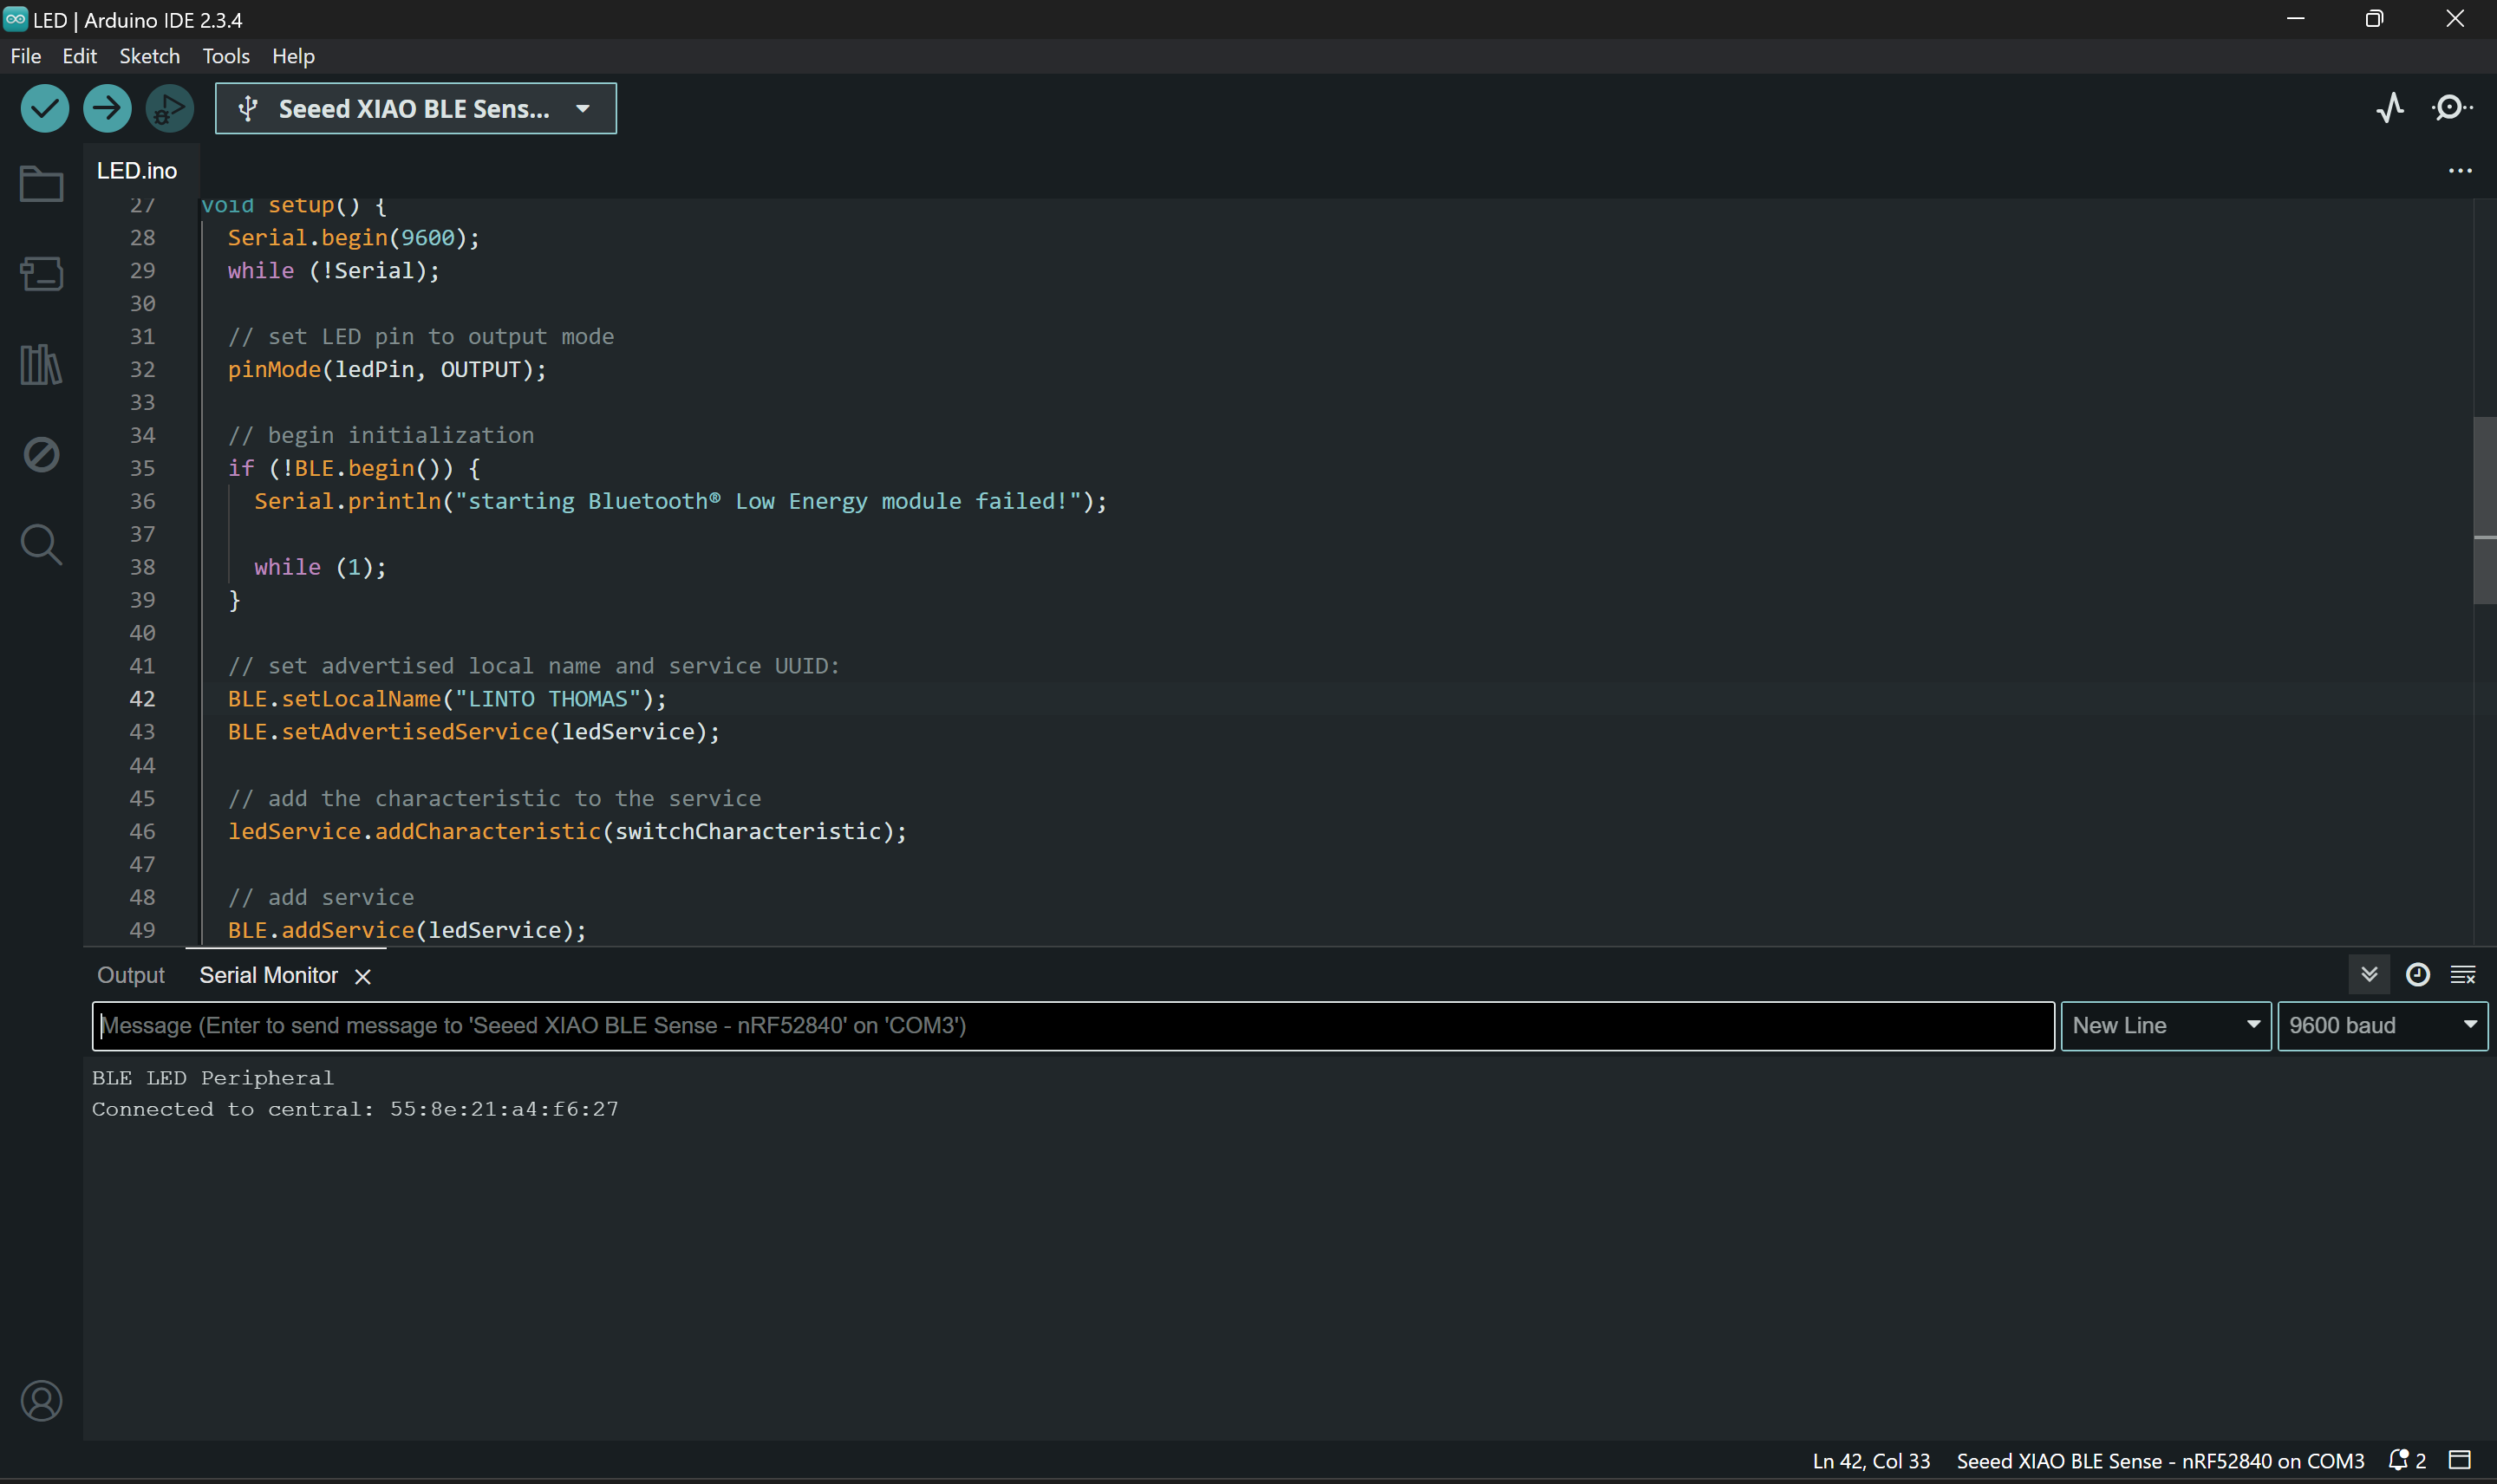 LED | Arduino IDE 2.3.4
File Edit Sketch Tools Help
Seeed XIAO BLE Sens...
LED.ino
27 void setup() {
28 Serial.begin(9600);
29 while (!Serial);
30
31 // set LED pin to output mode
32 pinMode(ledPin, OUTPUT);
33
34 // begin initialization
35 if (!BLE.begin()) {
36 Serial.println("starting Bluetooth® Low Energy module failed!");
37
38 while (1);
39 }
40
41 // set advertised local name and service UUID:
42 BLE.setLocalName("LINTO THOMAS");
43 BLE.setAdvertisedService(ledService);
44
45 // add the characteristic to the service
46 ledService.addCharacteristic(switchCharacteristic);
47
48 // add service
49 BLE.addService(ledService);
Output Serial Monitor
Message (Enter to send message to 'Seeed XIAO BLE Sense - nRF52840' on 'COM3') New Line 9600 baud
BLE LED Peripheral
Connected to central: 55:8e:21:a4:f6:27
Ln 42, Col 33 Seeed XIAO BLE Sense - nRF52840 on COM3 2